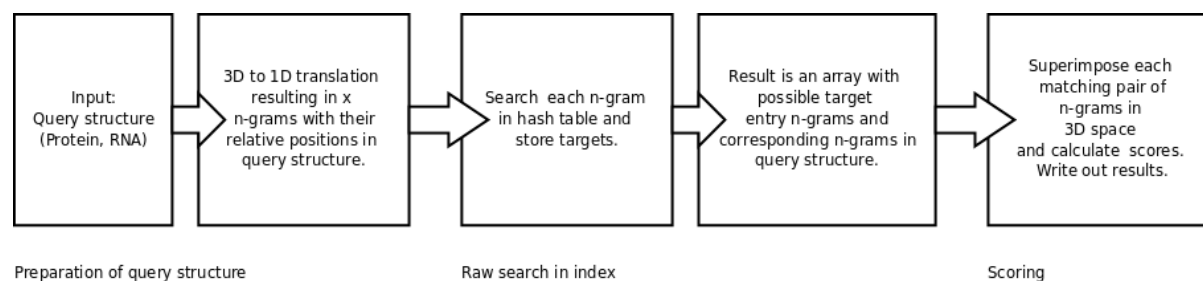 Input:
Query structure
(Protein, RNA)
3D to 1D translation
resulting in x
n-grams with their
relative positions in
query structure.
Search each n-gram
in hash table and
store targets.
Result is an array with
possible target
entry n-grams and
corresponding n-grams in
query structure.
Superimpose each
matching pair of
n-grams in
3D space
and calculate scores.
Write out results.
Preparation of query structure
Raw search in index
Scoring